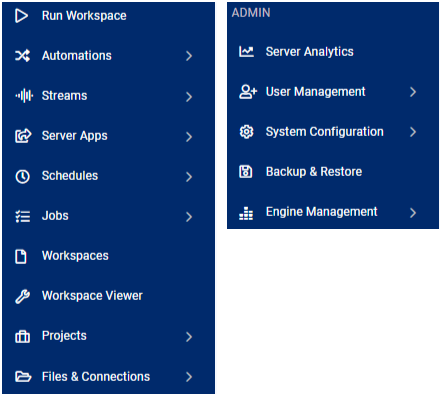 Run Workspace
Automations
Streams
Server Apps
Schedules
Jobs
Workspaces
Workspace Viewer
Projects
Files & Connections
ADMIN
Server Analytics
User Management
System Configuration
Backup & Restore
Engine Management